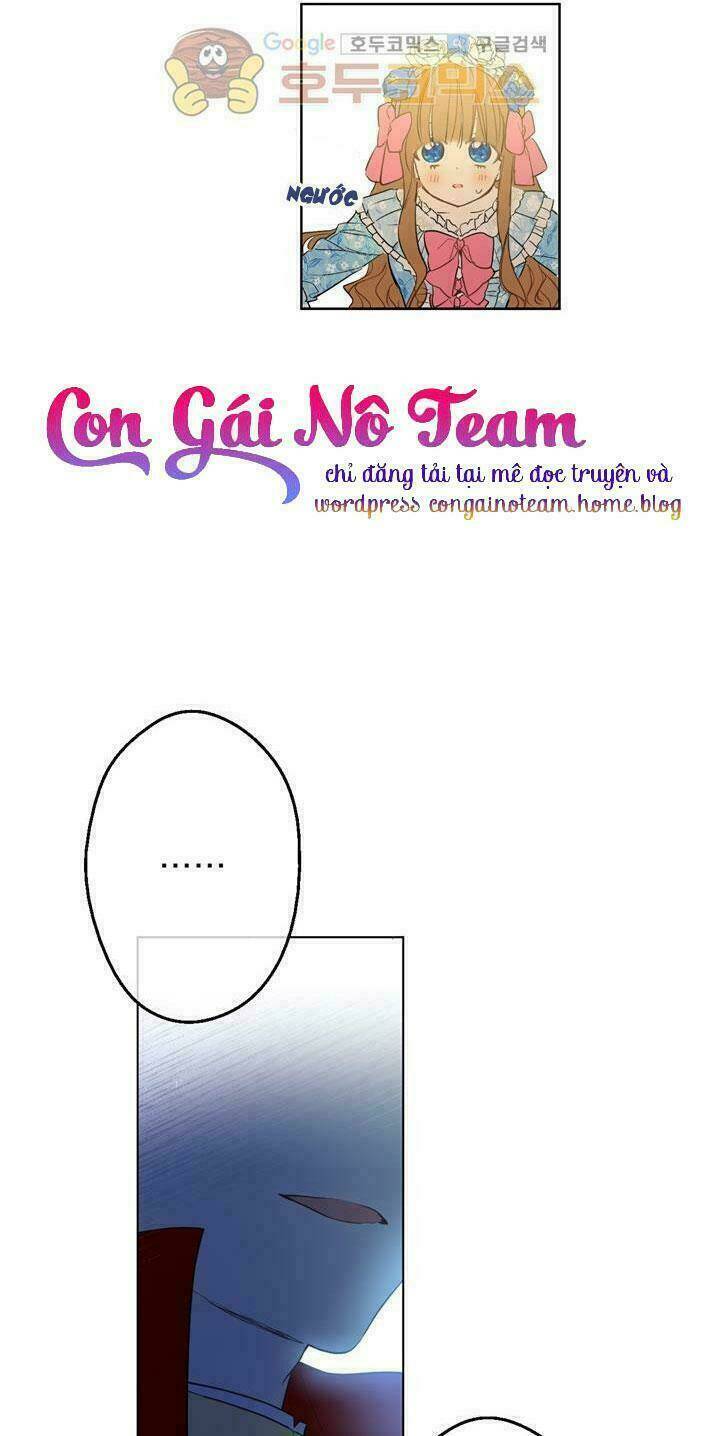 Google 호두코믹스 구글검색
호두코믹스
NGƯỚC
Con Gái Nô Team
chỉ đăng tải tại mê đọc truyện và
wordpress congainoteam.home.blog
......